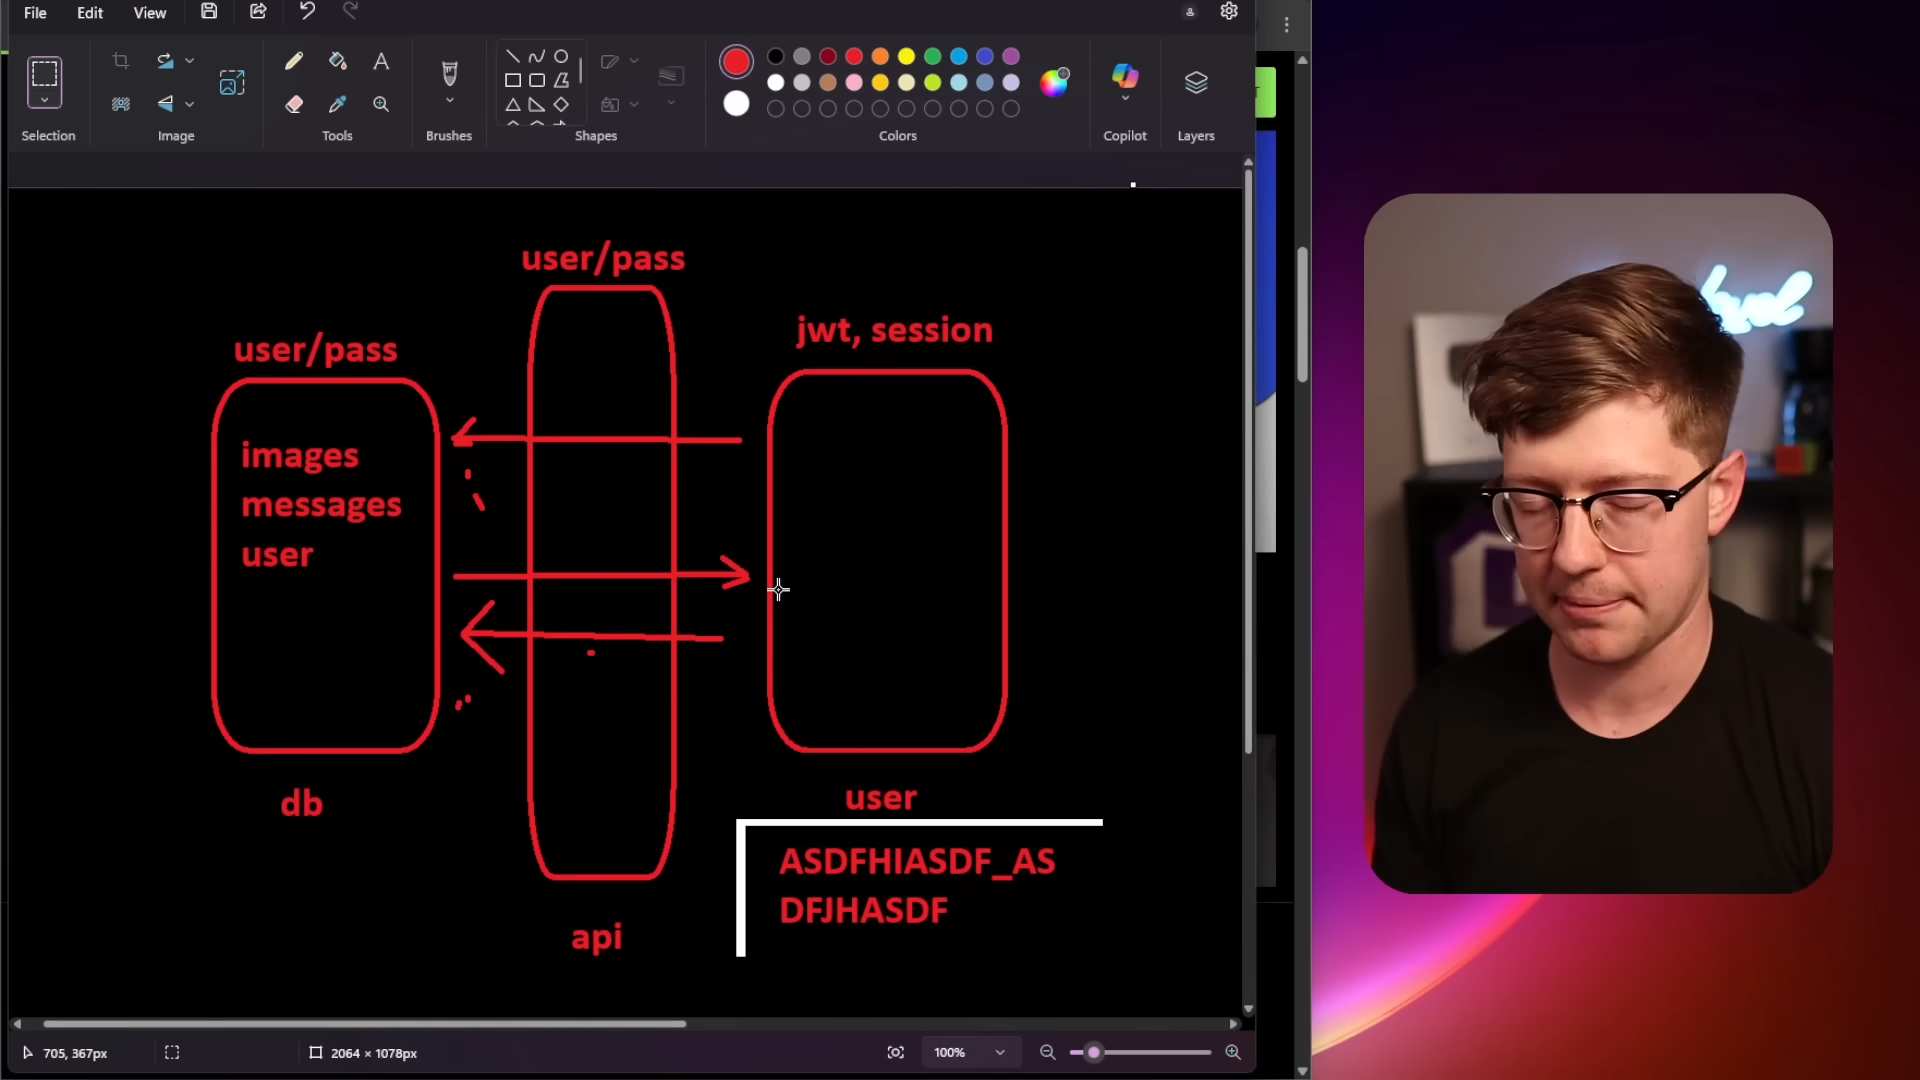 File Edit View
Selection Image Tools Brushes Shapes Colors Copilot Layers
user/pass
jwt, session
user/pass
images
messages
user
db
user
ASDFHIASDF_AS
DFJHASDF
api
705, 367px
2064 × 1078px
100%